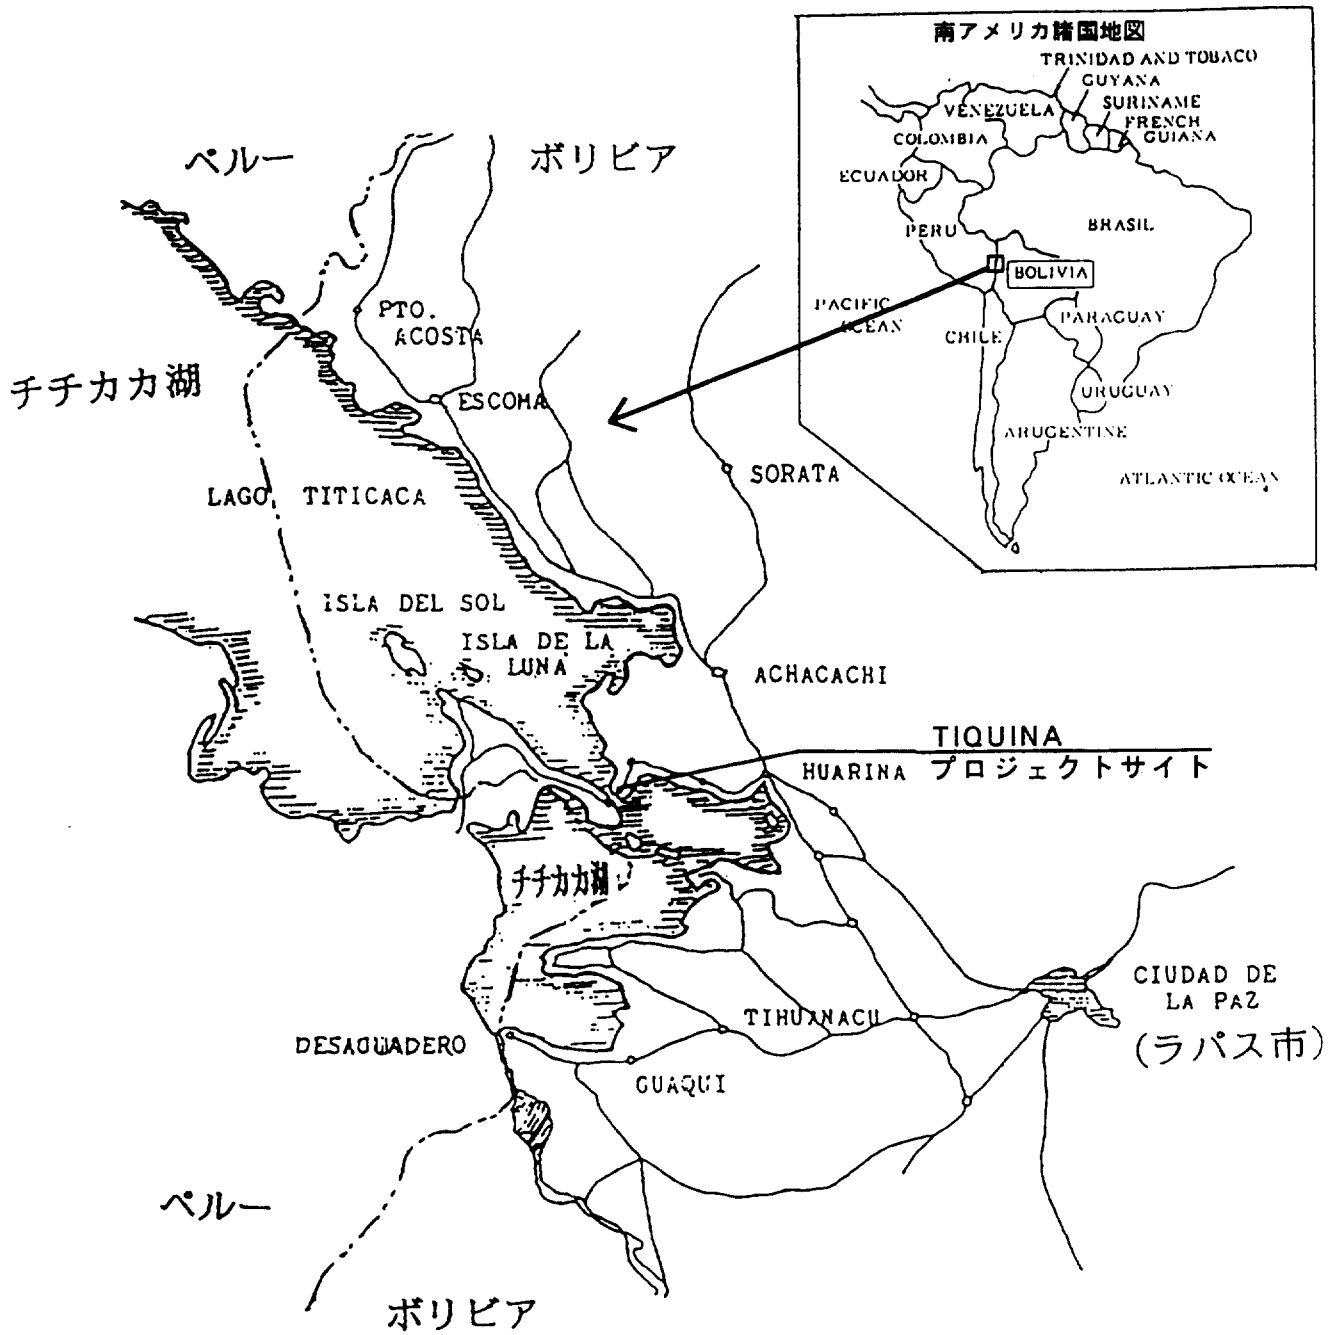 南アメリカ諸国地図
TRINIDAD AND TOBACO
GUYANA
SURINAME
VENEZUELA
FRENCH
GUIANA
COLOMBIA
ECUADOR
PERU
BRASIL
BOLIVIA
PACIFIC
OCEAN
PARAGUAY
CHILE
URUGUAY
ARUGENTINE
ATLANTIC OCEAN
ペルー
ボリビア
PTO.
ACOSTA
チチカカ湖
ESCOMA
SORATA
LAGO TITICACA
ISLA DEL SOL
ISLA DE LA
LUNA
ACHACACHI
TIQUINA
プロジェクトサイト
HUARINA
チチカカ湖
CIUDAD DE
LA PAZ
(ラパス市)
TIHUANACU
DESAGUADERO
GUAQUI
ペルー
ボリビア